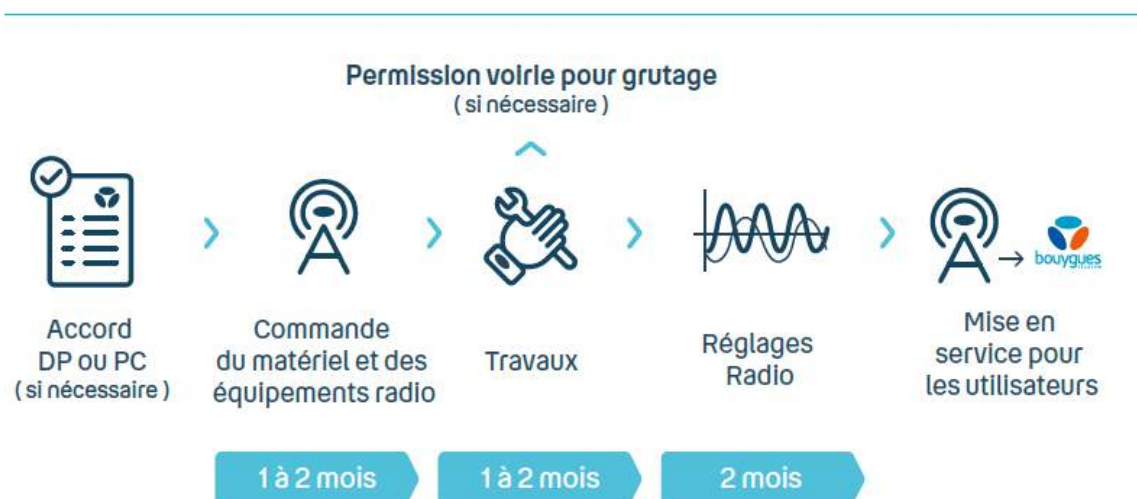 Permission voirie pour grutage
( si nécessaire )
Accord
DP ou PC
( si nécessaire )
Commande
du matériel et des
équipements radio
Travaux
Réglages
Radio
bouygues
Mise en
service pour
les utilisateurs
1 à 2 mois
1 à 2 mois
2 mois